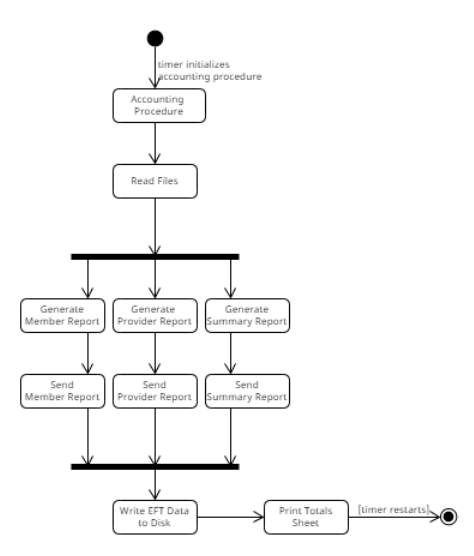 timer initializes
accounting procedure
Accounting
Procedure
Read Files
Generate
Member Report
Generate
Provider Report
Generate
Summary Report
Send
Member Report
Send
Provider Report
Send
Summary Report
Write EFT Data
to Disk
Print Totals
Sheet
[timer restarts]